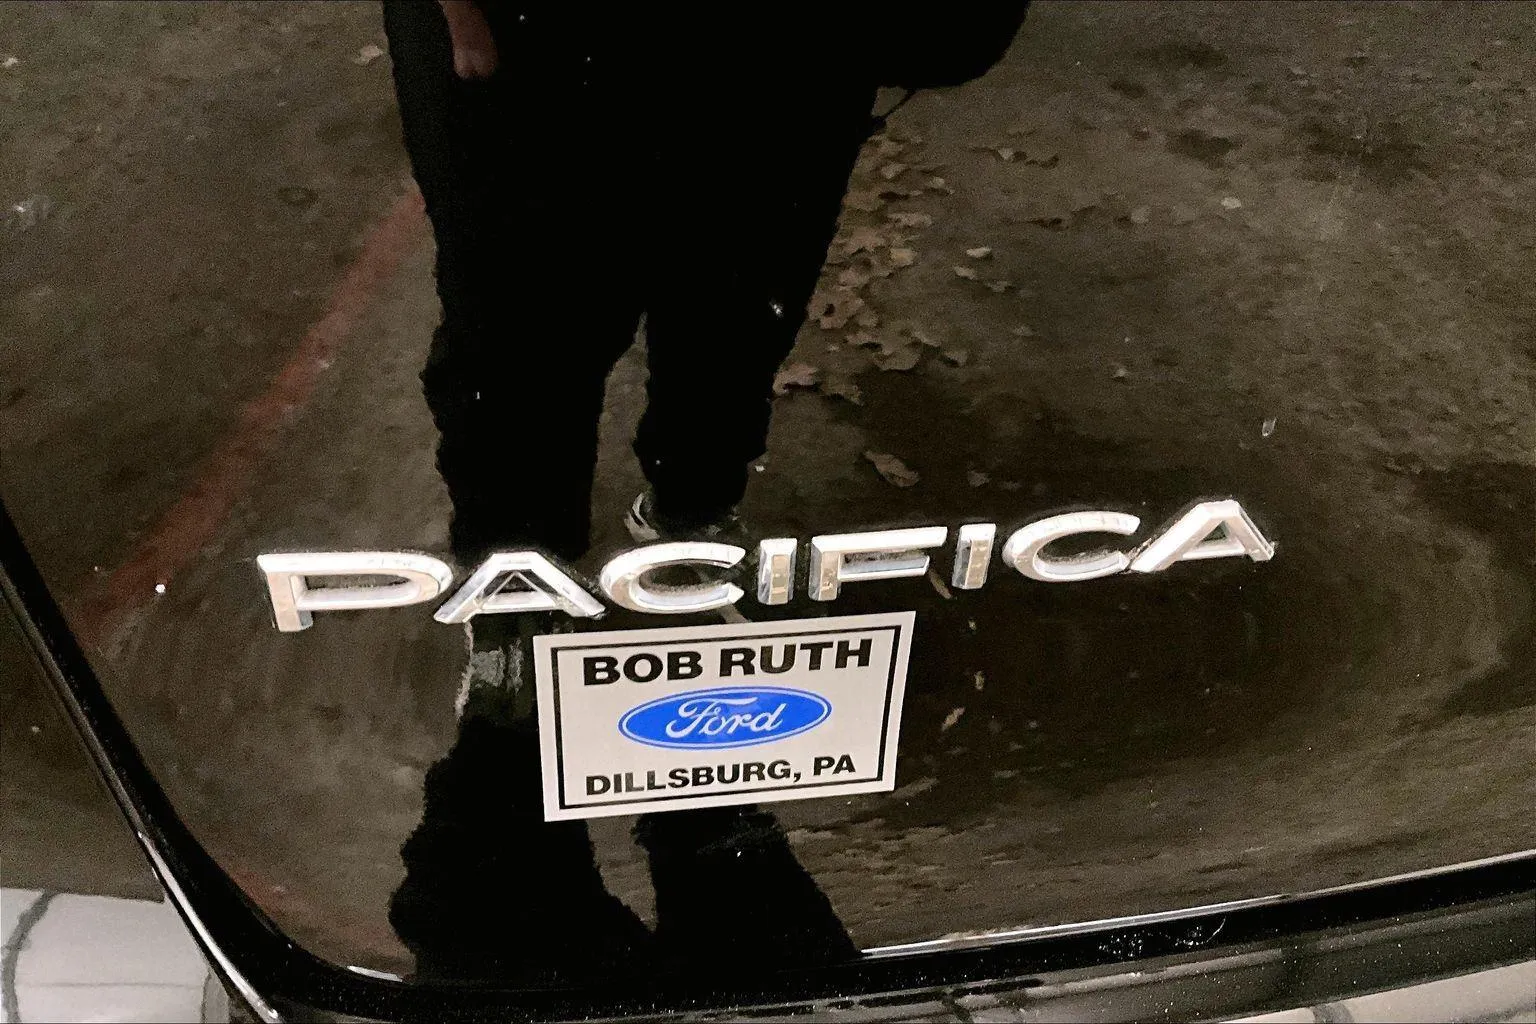 PACIFICA
BOB RUTH
Ford
DILLSBURG, PA